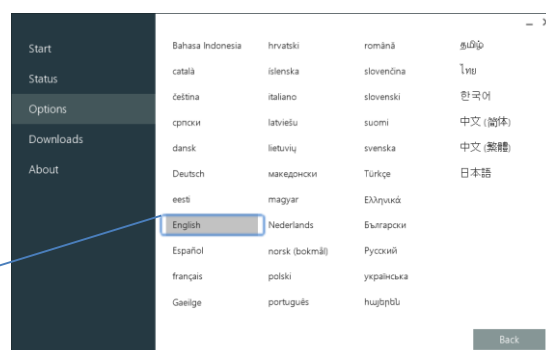 Start
Status
Options
Downloads
About
Bahasa Indonesia
català
čeština
српски
dansk
Deutsch
eesti
English
Español
français
Gaeilge
hrvatski
íslenska
italiano
latviešu
lietuvių
македонски
magyar
Nederlands
norsk (bokmål)
polski
português
română
slovenčina
slovenski
suomi
svenska
Türkçe
Ελληνικά
Български
Русский
українська
հայերեն
தமிழ்
ไทย
한국어
中文 (简体)
中文 (繁體)
日本語
Back